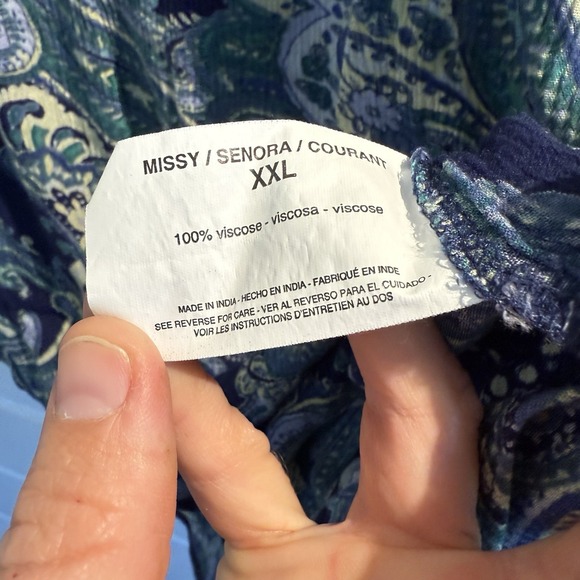 MISSY / SENORA / COURANT
XXL
100% viscose - viscosa - viscose
MADE IN INDIA - HECHO EN INDIA - FABRIQUÉ EN INDE
SEE REVERSE FOR CARE - VER AL REVERSO PARA EL CUIDADO -
VOIR LES INSTRUCTIONS D'ENTRETIEN AU DOS